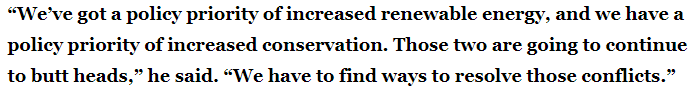 “We’ve got a policy priority of increased renewable energy, and we have a
policy priority of increased conservation. Those two are going to continue
to butt heads,” he said. “We have to find ways to resolve those conflicts.”